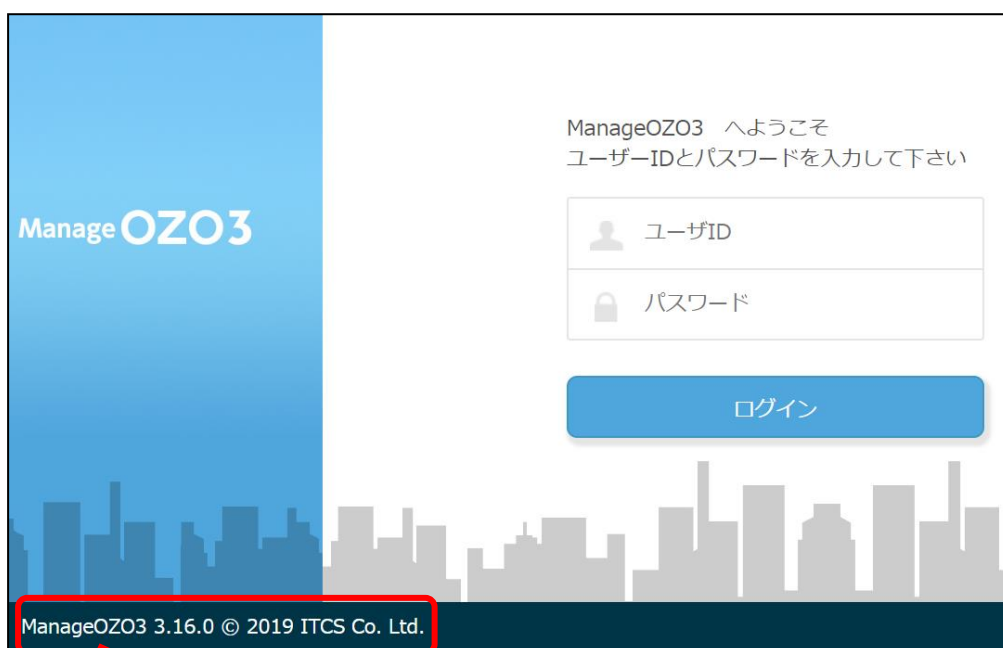 ManageOZO3　へようこそ
ユーザーIDとパスワードを入力して下さい
Manage OZO3
ユーザID
パスワード
ログイン
ManageOZO3 3.16.0 © 2019 ITCS Co. Ltd.